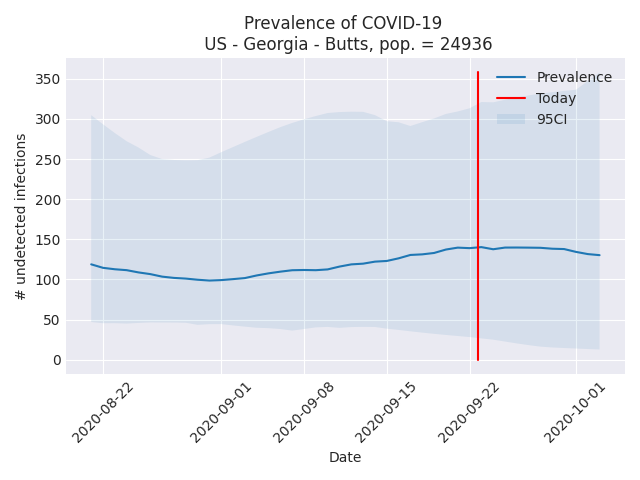 Prevalence of COVID-19
US - Georgia - Butts, pop. = 24936
350
300
250
200
150
100
50
0
# undetected infections
Prevalence
Today
95CI
2020-08-22
2020-09-01
2020-09-08
2020-09-15
2020-09-22
2020-10-01
Date